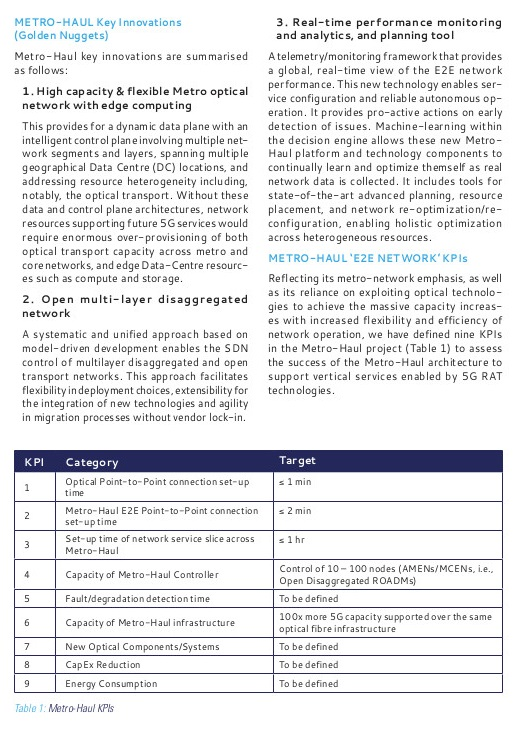 METRO-HAUL Key Innovations
(Golden Nuggets)
Metro-Haul key innovations are summarised
as follows:
1. High capacity & flexible Metro optical
network with edge computing
This provides for a dynamic data plane with an
intelligent control plane involving multiple net-
work segments and layers, spanning multiple
geographical Data Centre (DC) locations, and
addressing resource heterogeneity including,
notably, the optical transport. Without these
data and control plane architectures, network
resources supporting future 5G services would
require enormous over-provisioning of both
optical transport capacity across metro and
core networks, and edge Data-Centre resourc-
es such as compute and storage.
2. Open multi-layer disaggregated
network
A systematic and unified approach based on
model-driven development enables the SDN
control of multilayer disaggregated and open
transport networks. This approach facilitates
flexibility in deployment choices, extensibility for
the integration of new technologies and agility
in migration processes without vendor lock-in.
3. Real-time performance monitoring
and analytics, and planning tool
A telemetry/monitoring framework that provides
a global, real-time view of the E2E network
performance. This new technology enables ser-
vice configuration and reliable autonomous op-
eration. It provides pro-active actions on early
detection of issues. Machine-learning within
the decision engine allows these new Metro-
Haul platform and technology components to
continually learn and optimize themself as real
network data is collected. It includes tools for
state-of-the-art advanced planning, resource
placement, and network re-optimization/re-
configuration, enabling holistic optimization
across heterogeneous resources.
METRO-HAUL 'E2E NETWORK' KPIs
Reflecting its metro-network emphasis, as well
as its reliance on exploiting optical technolo-
gies to achieve the massive capacity increas-
es with increased flexibility and efficiency of
network operation, we have defined nine KPIs
in the Metro-Haul project (Table 1) to assess
the success of the Metro-Haul architecture to
support vertical services enabled by 5G RAT
technologies.
KPI Category Target
1 Optical Point-to-Point connection set-up ≤ 1 min
time
2 Metro-Haul E2E Point-to-Point connection ≤ 2 min
set-up time
3 Set-up time of network service slice across ≤ 1 hr
Metro-Haul
4 Capacity of Metro-Haul Controller Control of 10 – 100 nodes (AMENs/MCENs, i.e.,
Open Disaggregated ROADMs)
5 Fault/degradation detection time To be defined
6 Capacity of Metro-Haul infrastructure 100x more 5G capacity supported over the same
optical fibre infrastructure
7 New Optical Components/Systems To be defined
8 CapEx Reduction To be defined
9 Energy Consumption To be defined
Table 1: Metro-Haul KPIs